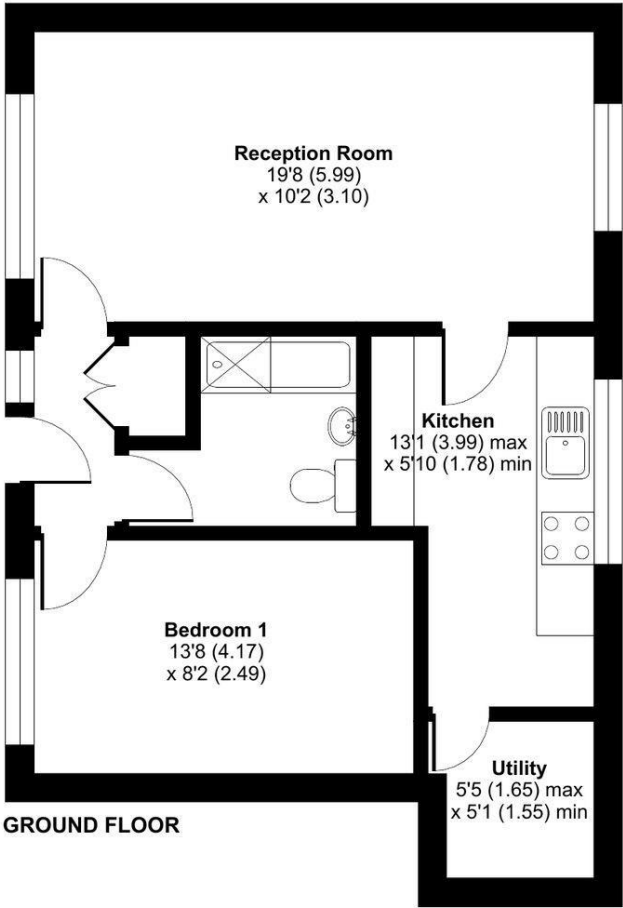 Reception Room
19'8 (5.99)
x 10'2 (3.10)
Kitchen
13'1 (3.99) max
x 5'10 (1.78) min
Bedroom 1
13'8 (4.17)
x 8'2 (2.49)
Utility
5'5 (1.65) max
x 5'1 (1.55) min
GROUND FLOOR